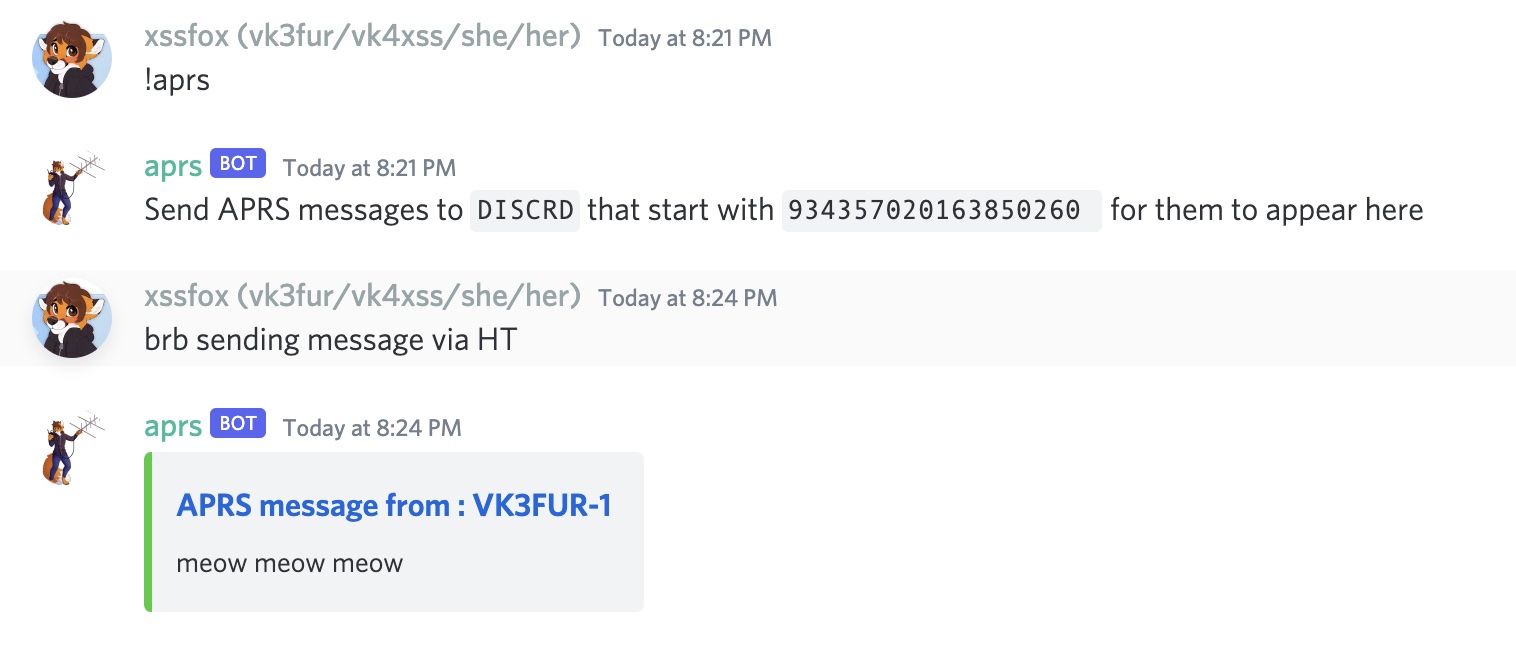 xssfox (vk3fur/vk4xss/she/her) Today at 8:21 PM
!aprs
aprs BOT Today at 8:21 PM
Send APRS messages to DISCRD that start with 934357020163850260 for them to appear here
xssfox (vk3fur/vk4xss/she/her) Today at 8:24 PM
brb sending message via HT
aprs BOT Today at 8:24 PM
APRS message from : VK3FUR-1
meow meow meow